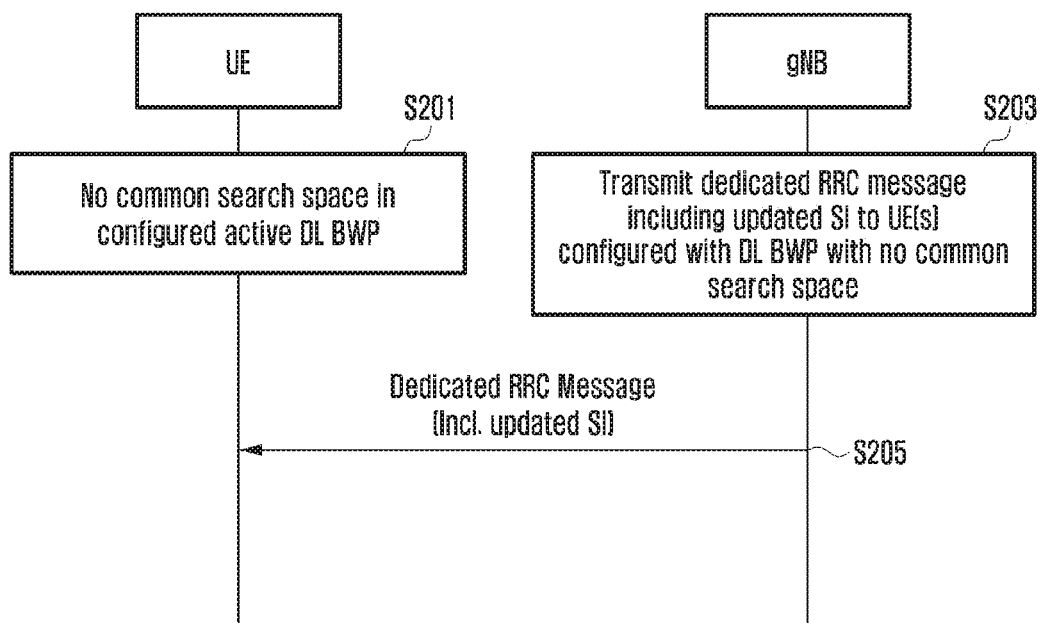 UE
gNB
S201
S203
No common search space in
configured active DL BWP
Transmit dedicated RRC message
including updated SI to UE(s)
configured with DL BWP with no common
search space
Dedicated RRC Message
(Incl. updated SI)
S205